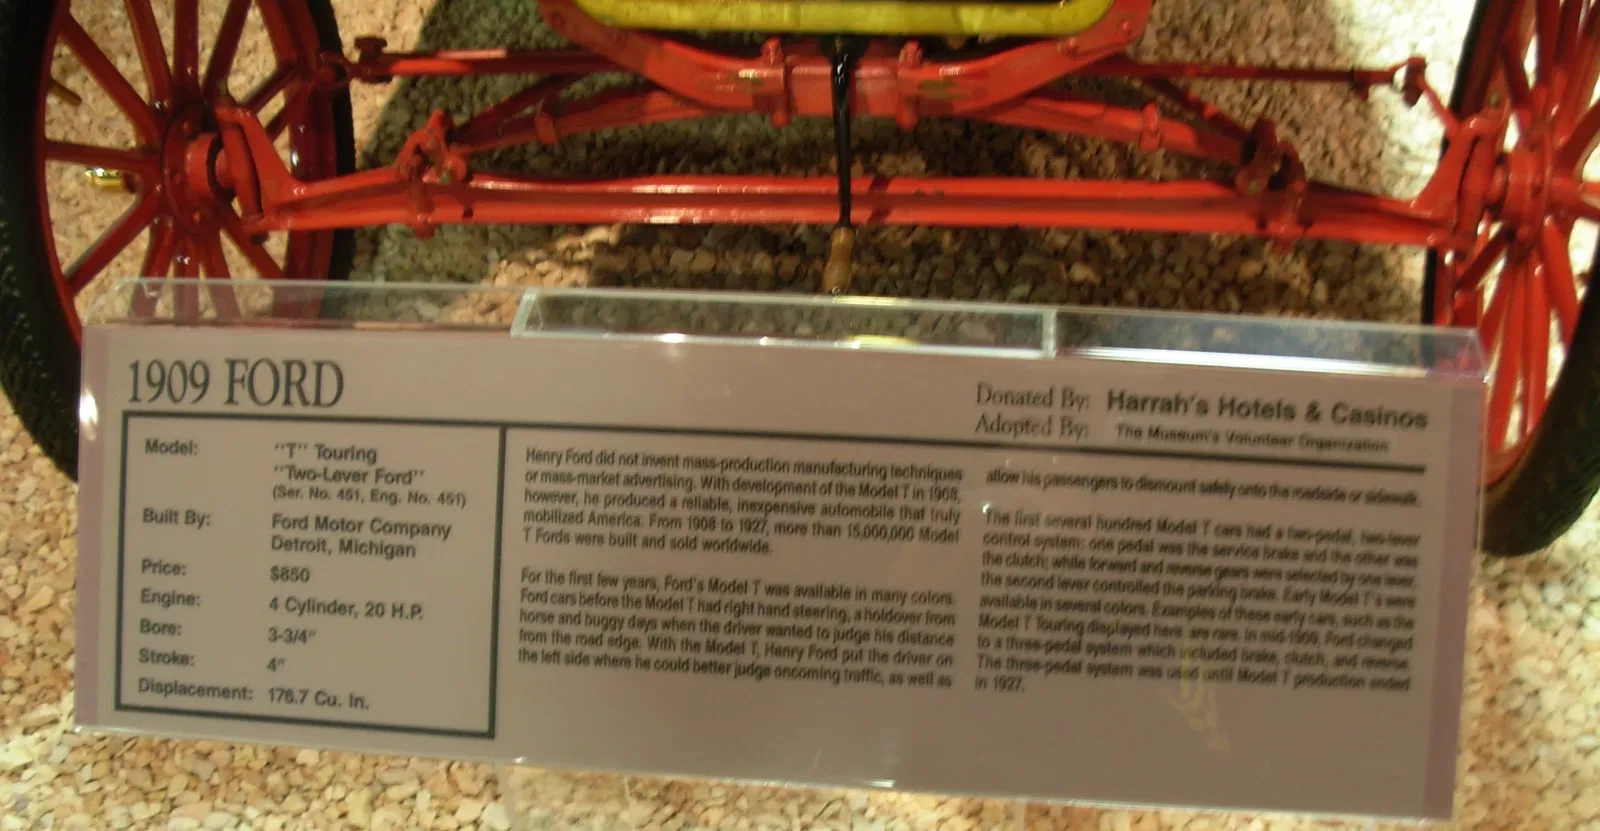 1909 FORD
Donated By: Harrah's Hotels & Casinos
Adopted By: The Museum's Volunteer Organization
Model: "T" Touring
"Two-Lever Ford"
(Ser. No. 451, Eng. No. 451)
Built By: Ford Motor Company
Detroit, Michigan
Price: $850
Engine: 4 Cylinder, 20 H.P.
Bore: 3-3/4"
Stroke: 4"
Displacement: 176.7 Cu. In.
Henry Ford did not invent mass-production manufacturing techniques
or mass-market advertising. With development of the Model T in 1908,
however, he produced a reliable, inexpensive automobile that truly
mobilized America. From 1908 to 1927, more than 15,000,000 Model
T Fords were built and sold worldwide.
For the first few years, Ford's Model T was available in many colors.
Ford cars before the Model T had right hand steering, a holdover from
horse and buggy days when the driver wanted to judge his distance
from the road edge. With the Model T, Henry Ford put the driver on
the left side where he could better judge oncoming traffic, as well as
allow his passengers to dismount safely onto the roadside or sidewalk.
The first several hundred Model T cars had a two-pedal, two-lever
control system: one pedal was the service brake and the other was
the clutch; while forward and reverse gears were selected by one lever,
the second lever controlled the parking brake. Early Model T's were
available in several colors. Examples of these early cars, such as the
Model T Touring displayed here, are rare. In mid-1909, Ford changed
to a three-pedal system which included brake, clutch, and reverse.
The three-pedal system was used until Model T production ended
in 1927.